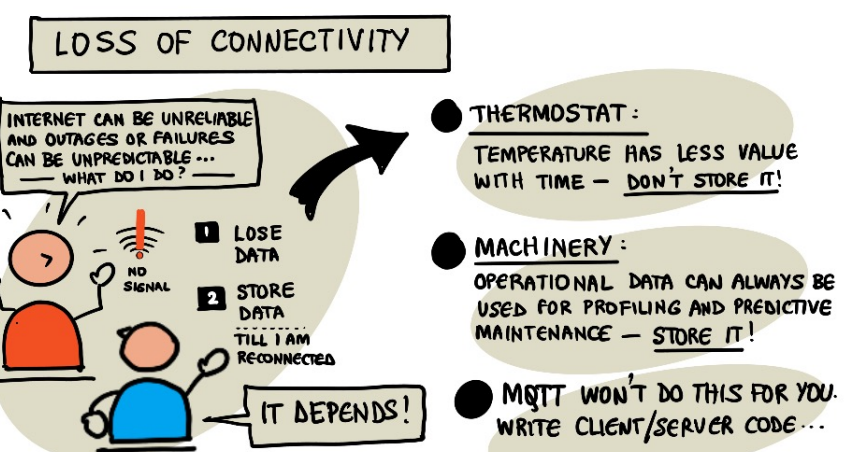 LOSS OF CONNECTIVITY
INTERNET CAN BE UNRELIABLE
AND OUTAGES OR FAILURES
CAN BE UNPREDICTABLE...
— WHAT DO I DO? —
NO
SIGNAL
1 LOSE
DATA
2 STORE
DATA
TILL I AM
RECONNECTED
IT DEPENDS!
THERMOSTAT:
TEMPERATURE HAS LESS VALUE
WITH TIME — DON'T STORE IT!
MACHINERY:
OPERATIONAL DATA CAN ALWAYS BE
USED FOR PROFILING AND PREDICTIVE
MAINTENANCE — STORE IT!
MQTT WON'T DO THIS FOR YOU.
WRITE CLIENT/SERVER CODE...